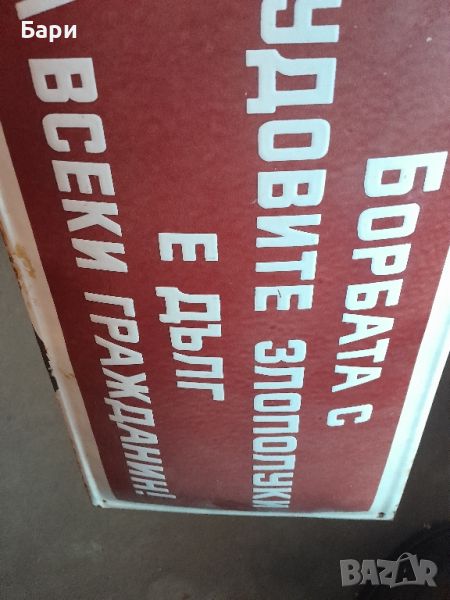 БОРБАТА С
УДОВИТЕ ЗЛОПОЛУКИ
Е ДЪЛГ
ВСЕКИ ГРАЖДАНИН!
Бари
BAZAR